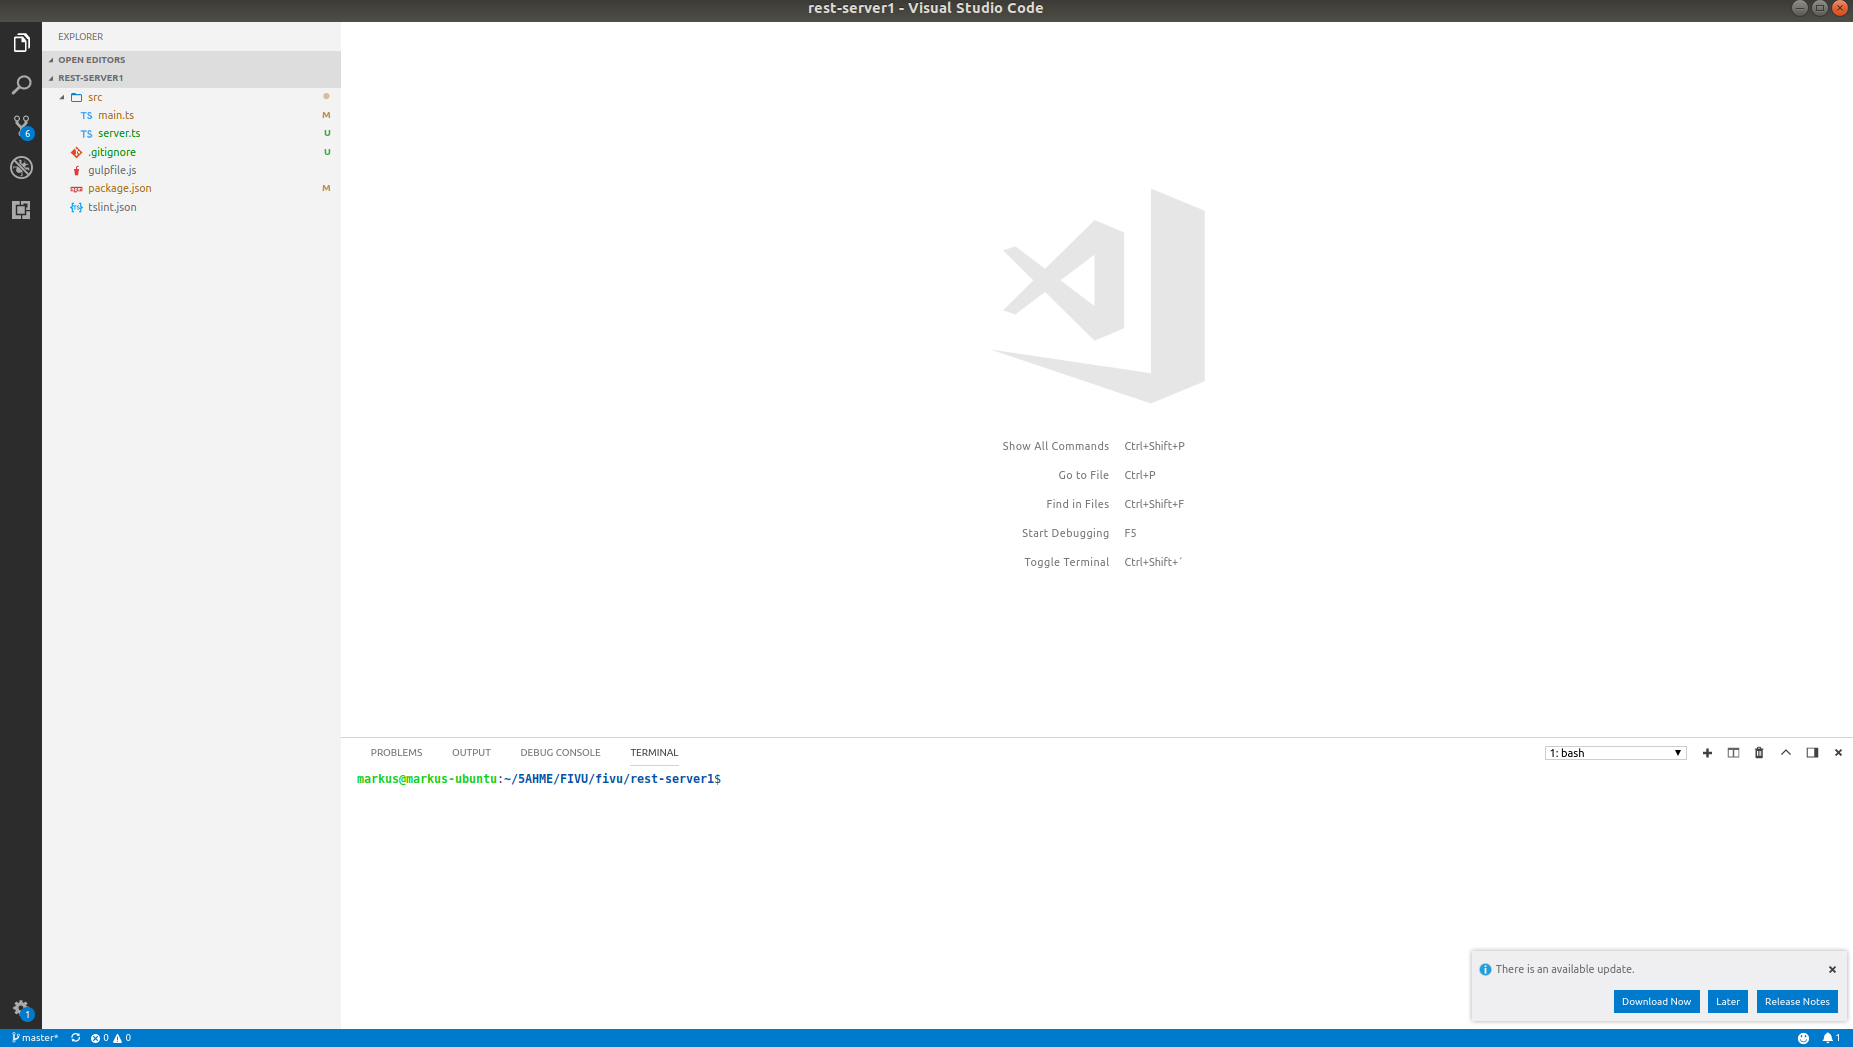 rest-server1 - Visual Studio Code
EXPLORER
OPEN EDITORS
REST-SERVER1
src
TS main.ts M
TS server.ts U
.gitignore U
gulpfile.js
package.json M
tslint.json
6
1
Show All Commands Ctrl+Shift+P
Go to File Ctrl+P
Find in Files Ctrl+Shift+F
Start Debugging F5
Toggle Terminal Ctrl+Shift+´
PROBLEMS OUTPUT DEBUG CONSOLE TERMINAL 1: bash
markus@markus-ubuntu:~/5AHME/FIVU/fivu/rest-server1$
There is an available update.
Download Now Later Release Notes
master* 0 0 1